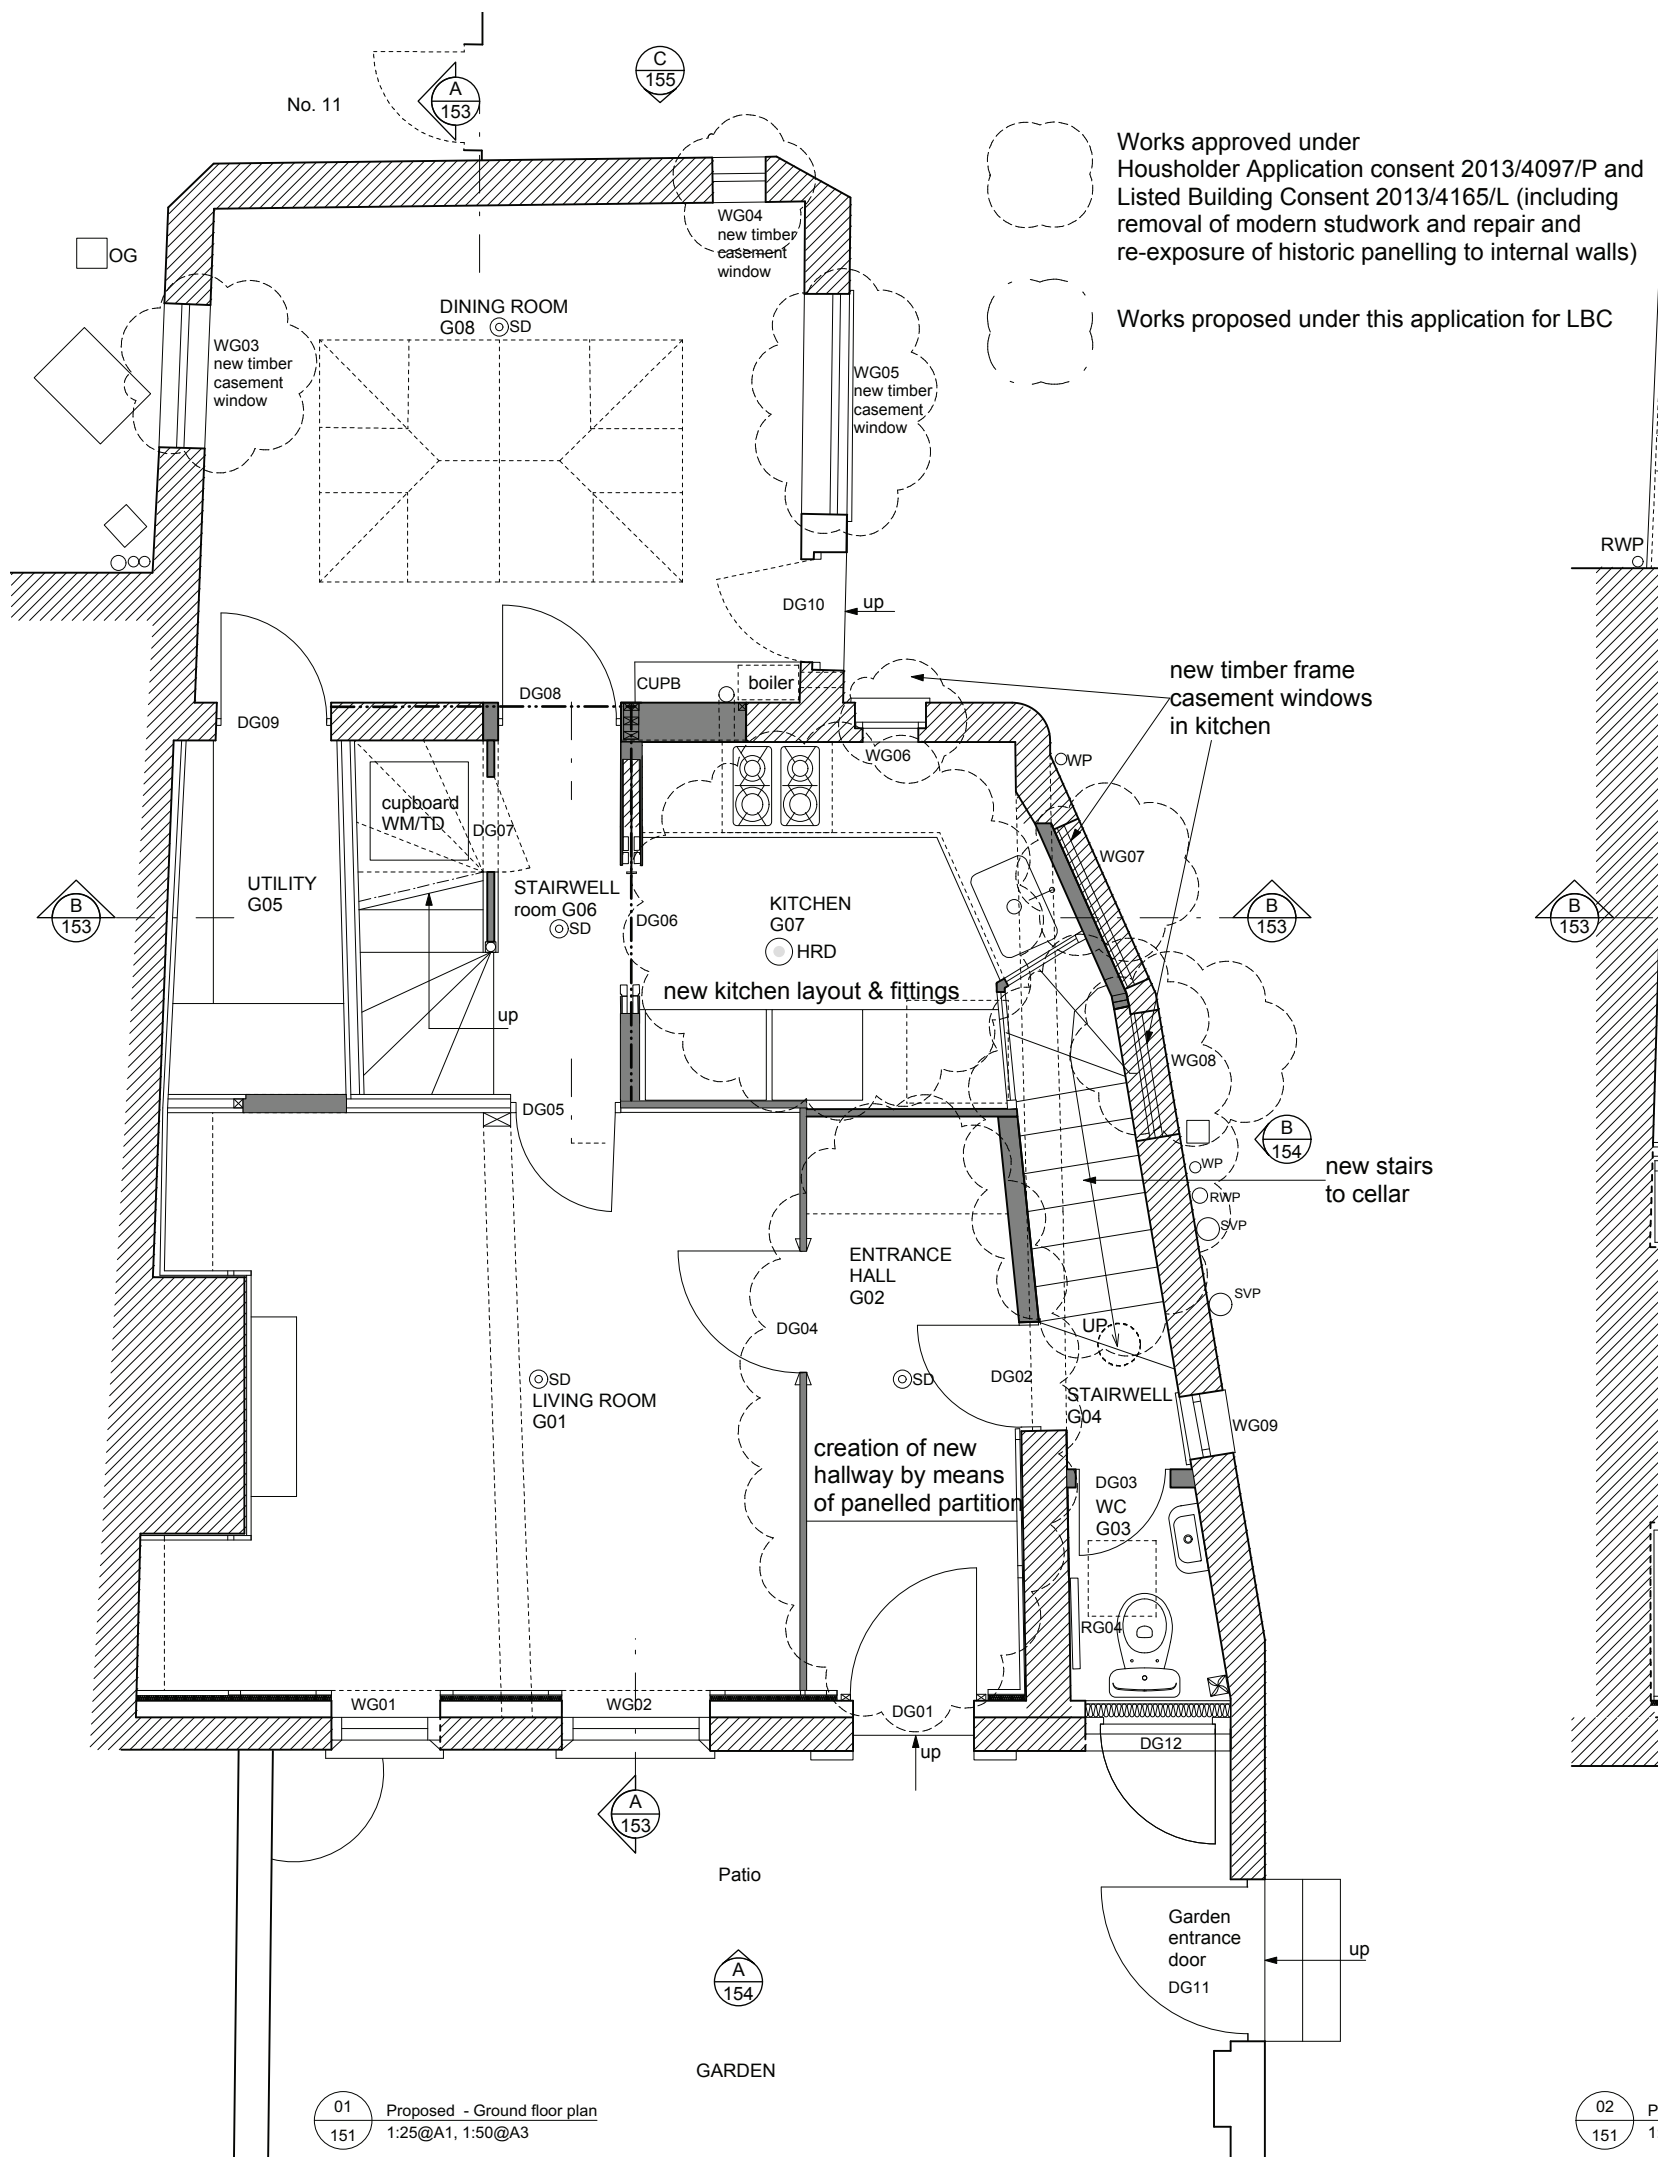 No. 11
A
153
C
155
Works approved under
Housholder Application consent 2013/4097/P and
Listed Building Consent 2013/4165/L (including
removal of modern studwork and repair and
re-exposure of historic panelling to internal walls)
Works proposed under this application for LBC
OG
WG04
new timber
casement
window
DINING ROOM
G08
SD
WG03
new timber
casement
window
WG05
new timber
casement
window
RWP
DG10
up
new timber frame
casement windows
in kitchen
CUPB
boiler
DG08
DG09
WG06
WP
cupboard
WM/TD
DG07
WG07
UTILITY
G05
STAIRWELL
room G06
SD
DG06
KITCHEN
G07
HRD
B
153
B
153
B
153
new kitchen layout & fittings
up
WG08
DG05
B
154
new stairs
to cellar
WP
RWP
SVP
SVP
ENTRANCE
HALL
G02
DG04
UP
SD
LIVING ROOM
G01
SD
DG02
STAIRWELL
G04
WG09
creation of new
hallway by means
of panelled partition
DG03
WC
G03
RG04
WG01
WG02
DG01
up
DG12
A
153
Patio
Garden
entrance
door
DG11
up
A
154
GARDEN
01
151
Proposed - Ground floor plan
1:25@A1, 1:50@A3
02
151
P
1